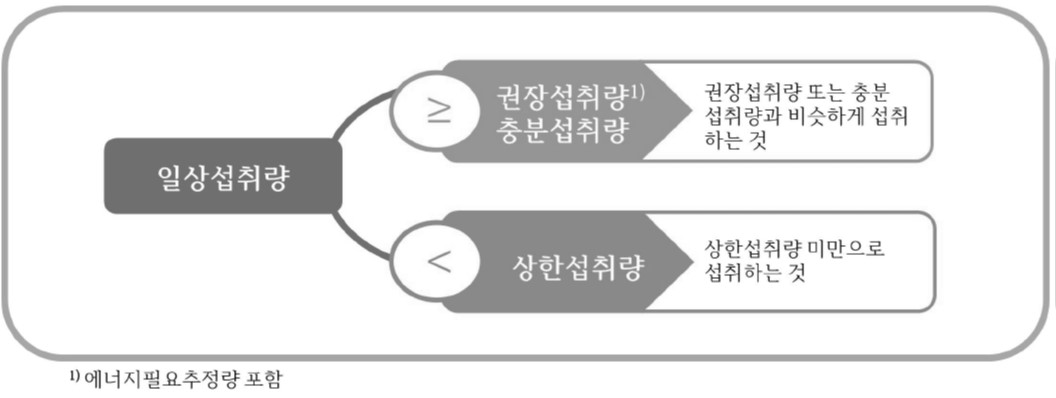 일상섭취량
≥
권장섭취량¹⁾
충분섭취량
권장섭취량 또는 충분
섭취량과 비슷하게 섭취
하는 것
<
상한섭취량
상한섭취량 미만으로
섭취하는 것
¹⁾ 에너지필요추정량 포함